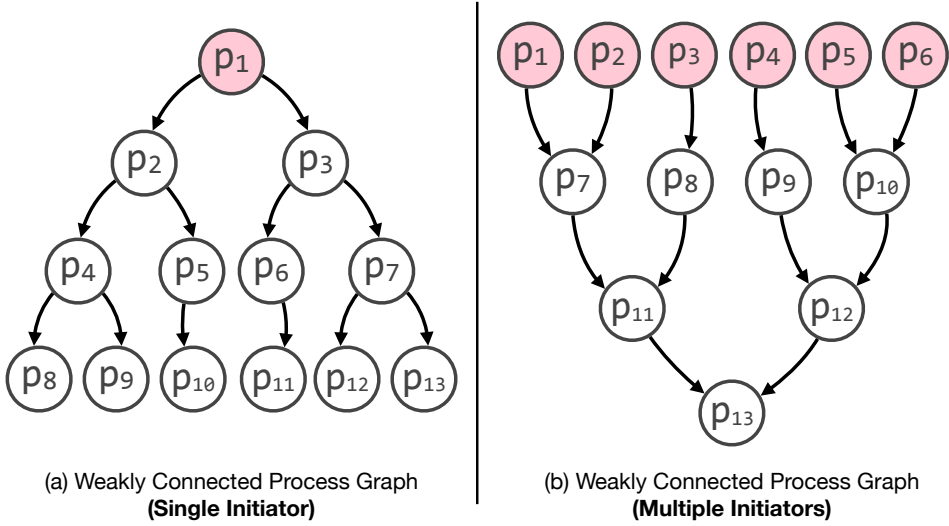 p1
p2 p3
p4 p5 p6 p7
p8 p9 p10 p11 p12 p13
(a) Weakly Connected Process Graph
(Single Initiator)
p1 p2 p3 p4 p5 p6
p7 p8 p9 p10
p11 p12
p13
(b) Weakly Connected Process Graph
(Multiple Initiators)